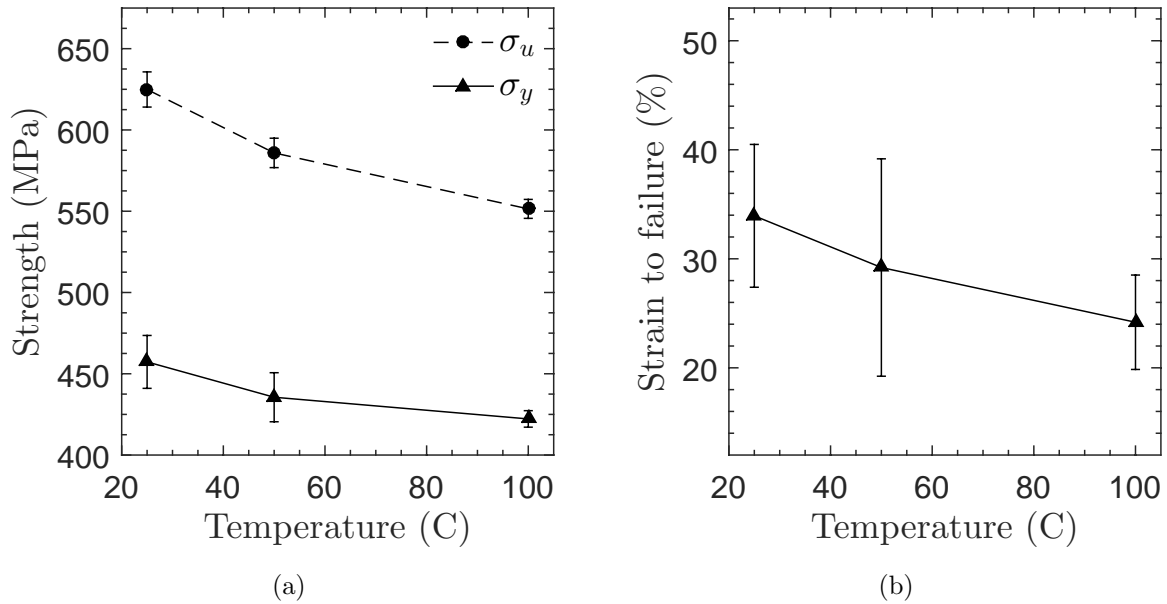 650
600
550
500
450
400
Strength (MPa)
σu
σy
20 40 60 80 100
Temperature (C)
(a)
50
40
30
20
Strain to failure (%)
20 40 60 80 100
Temperature (C)
(b)